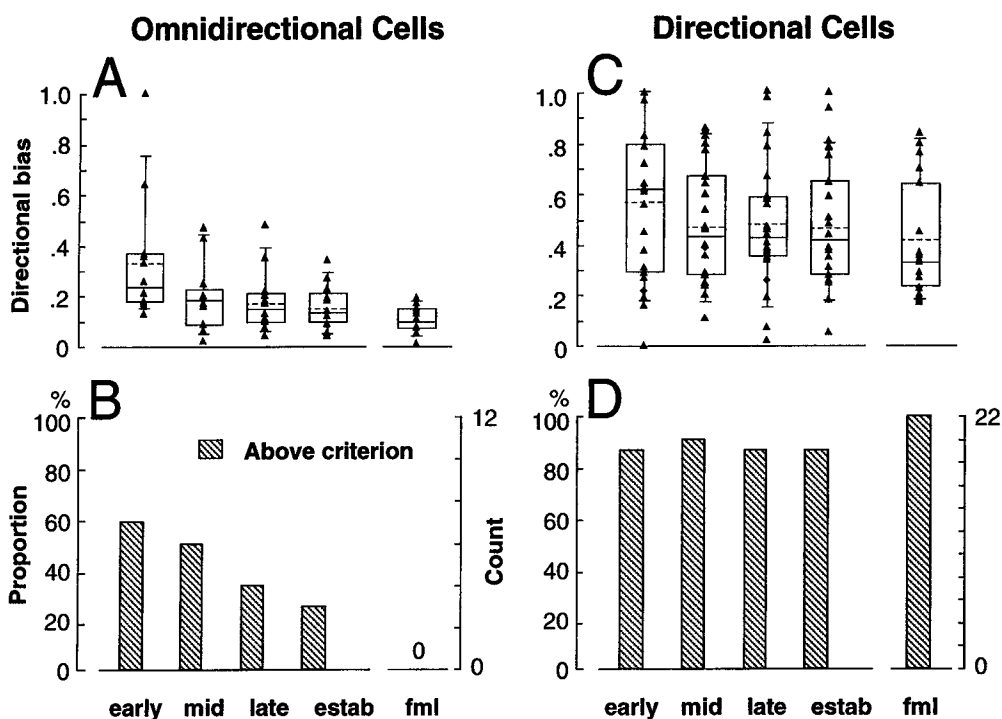 Omnidirectional Cells
Directional Cells
A
Directional bias
1.0
.8
.6
.4
.2
0
C
1.0
.8
.6
.4
.2
0
B
%
Proportion
100
80
60
40
20
0
Above criterion
0
12
0
Count
early mid late estab fml
D
%
100
80
60
40
20
0
22
0
early mid late estab fml